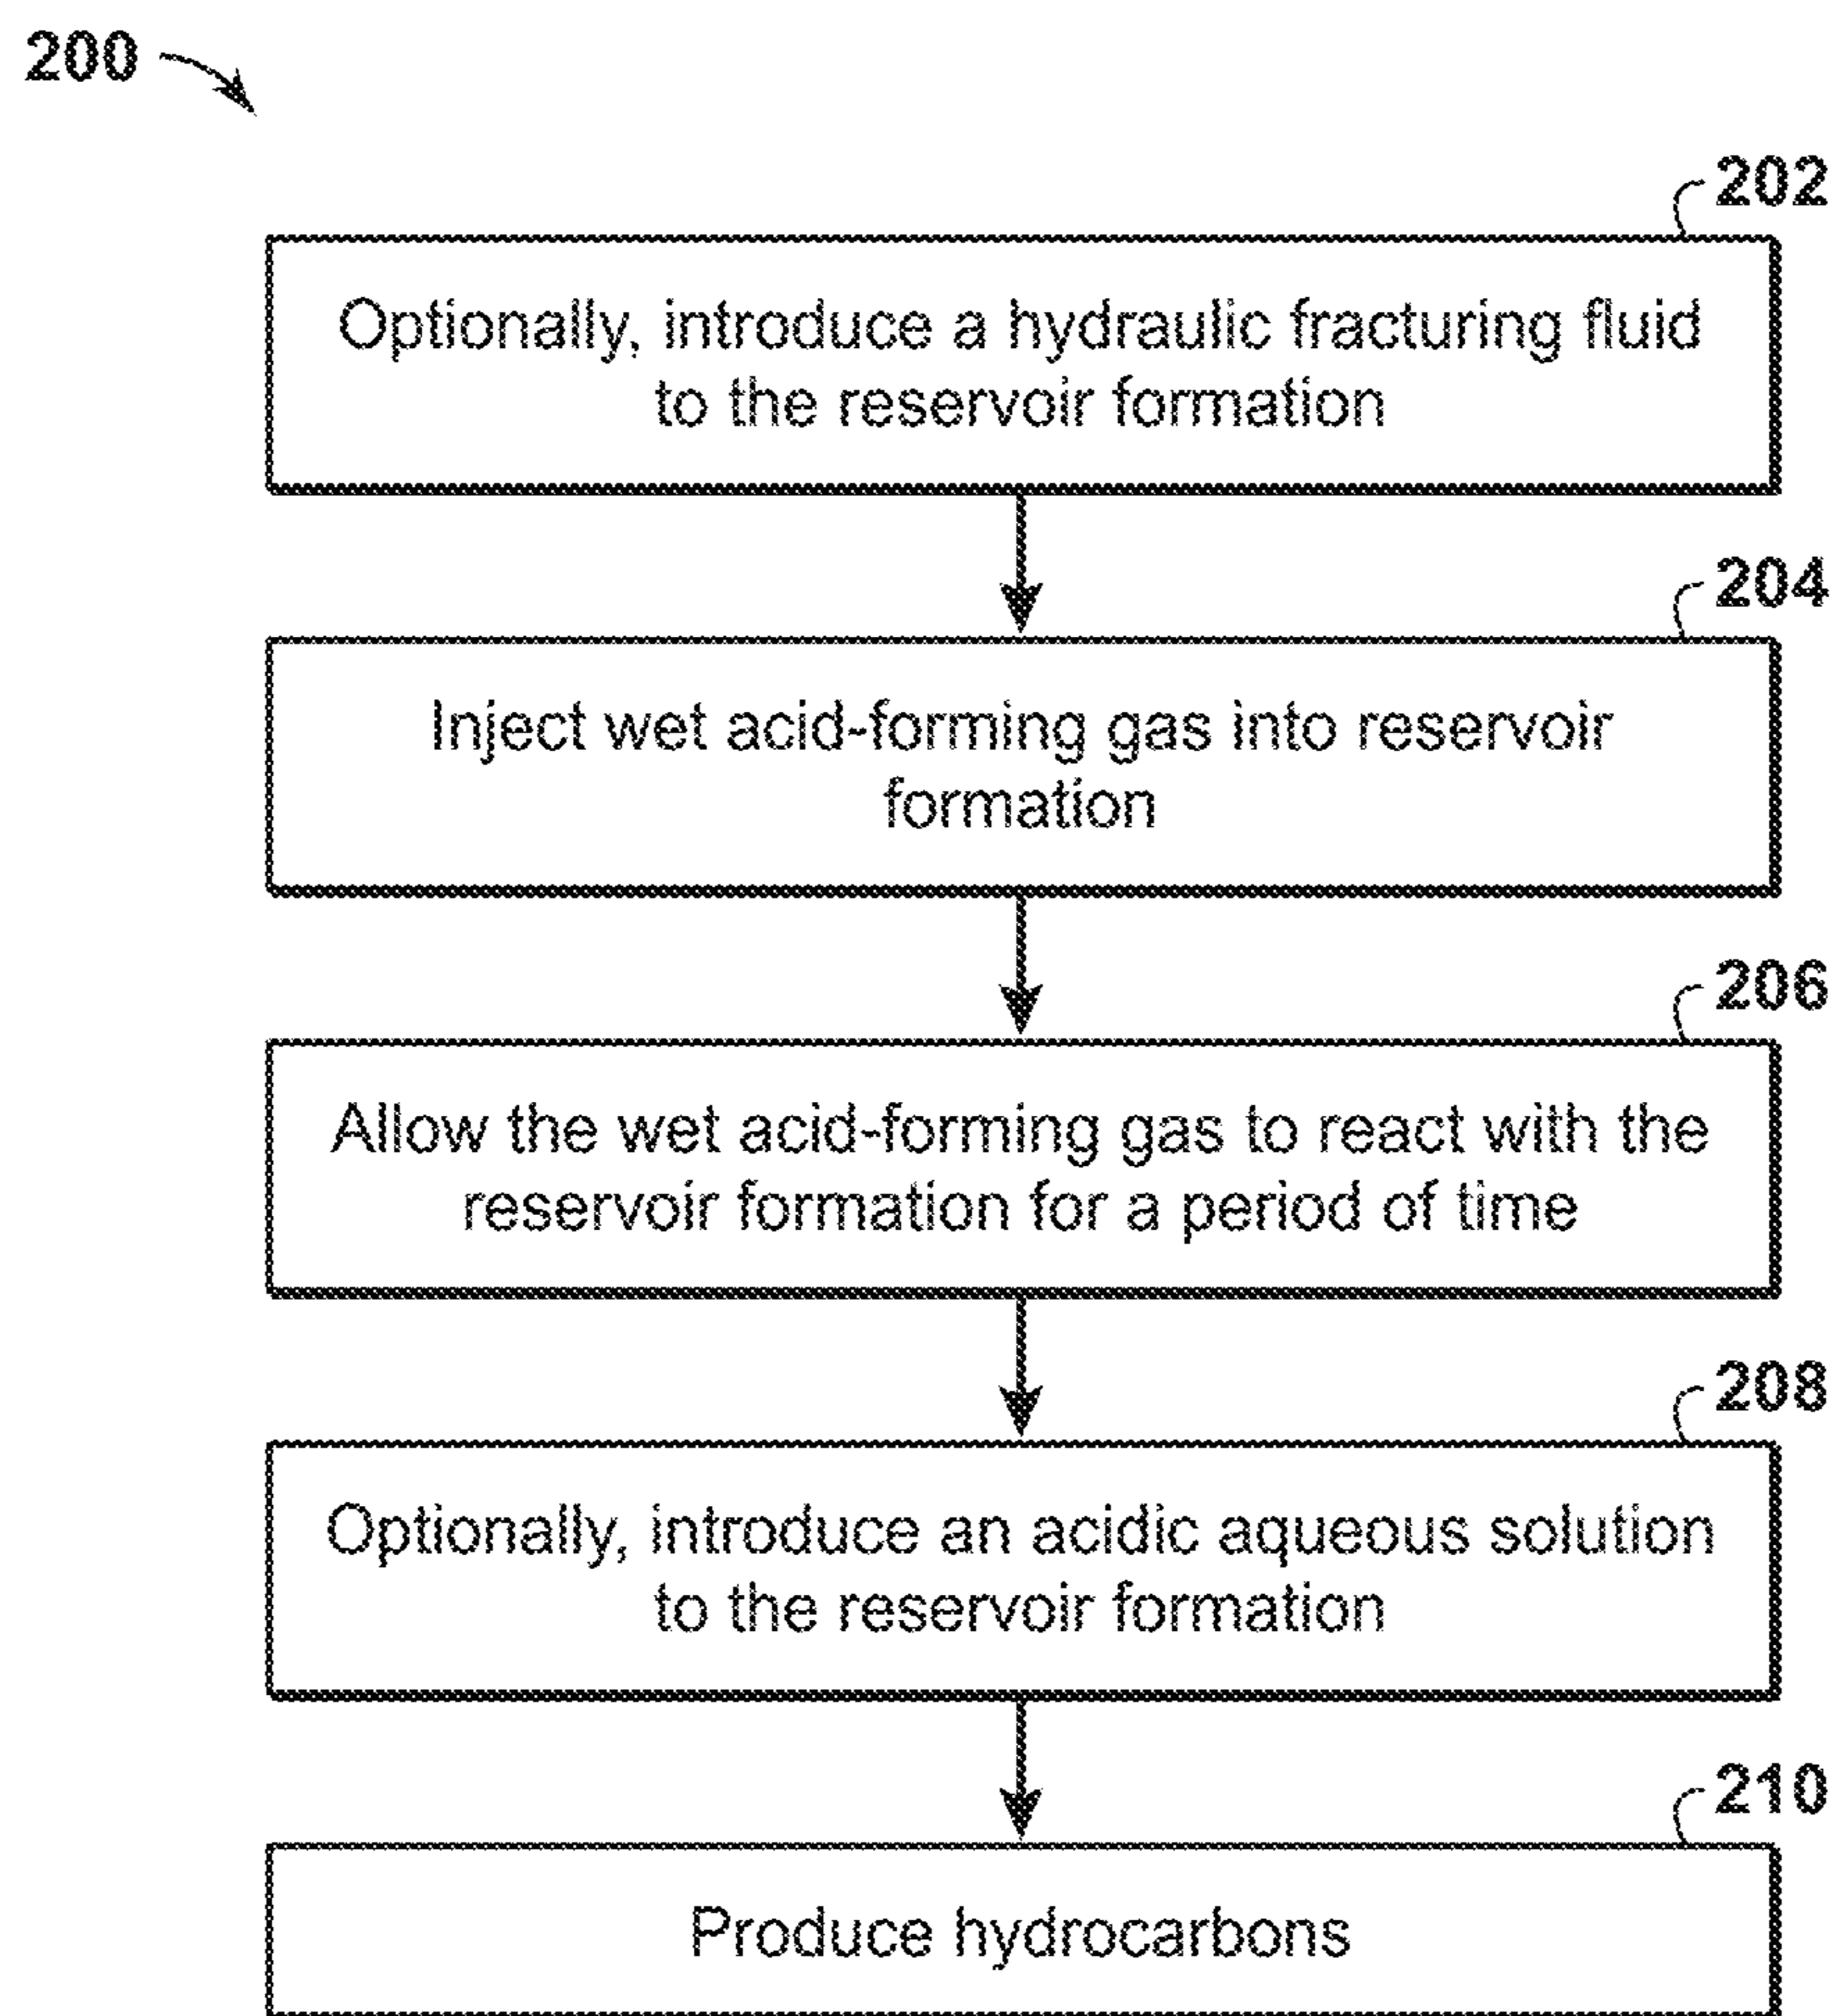 200
202
Optionally, introduce a hydraulic fracturing fluid
to the reservoir formation
204
Inject wet acid-forming gas into reservoir
formation
206
Allow the wet acid-forming gas to react with the
reservoir formation for a period of time
208
Optionally, introduce an acidic aqueous solution
to the reservoir formation
210
Produce hydrocarbons